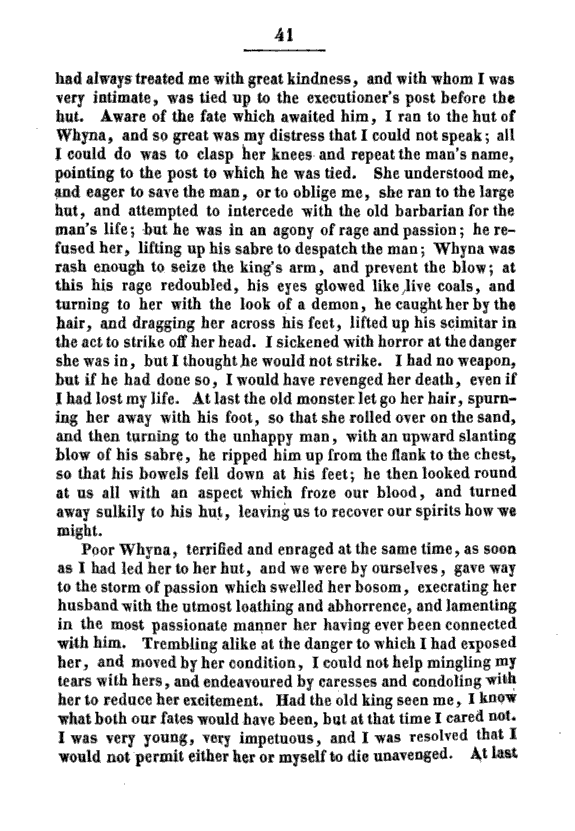 41
had always treated me with great kindness, and with whom I was
very intimate, was tied up to the executioner's post before the
hut. Aware of the fate which awaited him, I ran to the hut of
Whyna, and so great was my distress that I could not speak; all
I could do was to clasp her knees and repeat the man's name,
pointing to the post to which he was tied. She understood me,
and eager to save the man, or to oblige me, she ran to the large
hut, and attempted to intercede with the old barbarian for the
man's life; but he was in an agony of rage and passion; he re-
fused her, lifting up his sabre to despatch the man; Whyna was
rash enough to seize the king's arm, and prevent the blow; at
this his rage redoubled, his eyes glowed like live coals, and
turning to her with the look of a demon, he caught her by the
hair, and dragging her across his feet, lifted up his scimitar in
the act to strike off her head. I sickened with horror at the danger
she was in, but I thought he would not strike. I had no weapon,
but if he had done so, I would have revenged her death, even if
I had lost my life. At last the old monster let go her hair, spurn-
ing her away with his foot, so that she rolled over on the sand,
and then turning to the unhappy man, with an upward slanting
blow of his sabre, he ripped him up from the flank to the chest,
so that his bowels fell down at his feet; he then looked round
at us all with an aspect which froze our blood, and turned
away sulkily to his hut, leaving us to recover our spirits how we
might.
Poor Whyna, terrified and enraged at the same time, as soon
as I had led her to her hut, and we were by ourselves, gave way
to the storm of passion which swelled her bosom, execrating her
husband with the utmost loathing and abhorrence, and lamenting
in the most passionate manner her having ever been connected
with him. Trembling alike at the danger to which I had exposed
her, and moved by her condition, I could not help mingling my
tears with hers, and endeavoured by caresses and condoling with
her to reduce her excitement. Had the old king seen me, I know
what both our fates would have been, but at that time I cared not.
I was very young, very impetuous, and I was resolved that I
would not permit either her or myself to die unavenged. At last